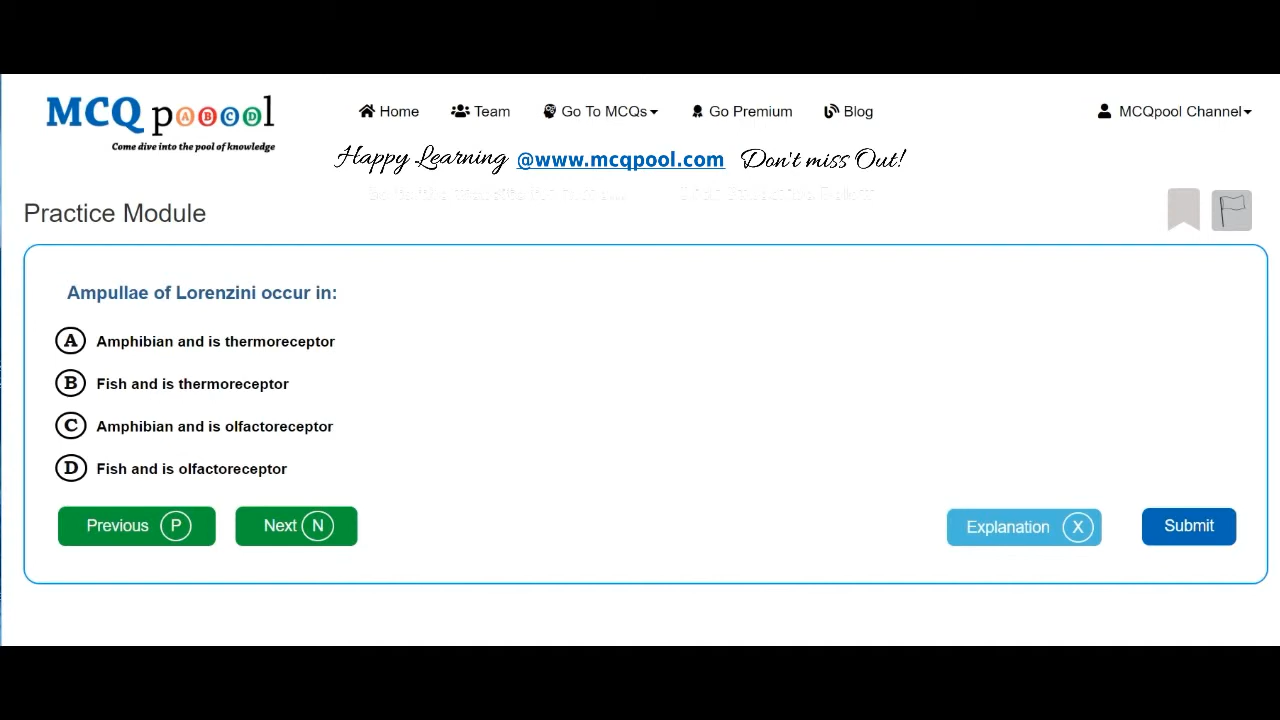 MCQ pABCDl
Come dive into the pool of knowledge
Home Team Go To MCQs Go Premium Blog MCQpool Channel
Happy Learning @www.mcqpool.com Don't miss Out!
Practice Module
Ampullae of Lorenzini occur in:
A Amphibian and is thermoreceptor
B Fish and is thermoreceptor
C Amphibian and is olfactoreceptor
D Fish and is olfactoreceptor
Previous P Next N Explanation X Submit